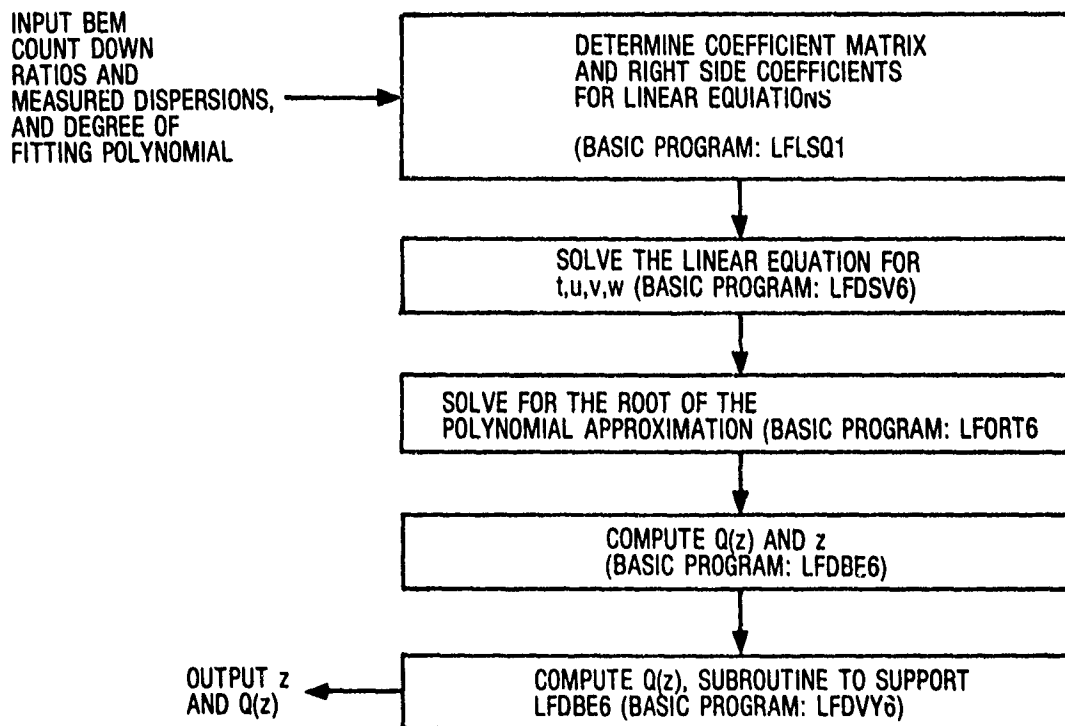 INPUT BEM
COUNT DOWN
RATIOS AND
MEASURED DISPERSIONS,
AND DEGREE OF
FITTING POLYNOMIAL
DETERMINE COEFFICIENT MATRIX
AND RIGHT SIDE COEFFICIENTS
FOR LINEAR EQUIATIONS
(BASIC PROGRAM: LFLSQ1
SOLVE THE LINEAR EQUATION FOR
t,u,v,w (BASIC PROGRAM: LFDSV6)
SOLVE FOR THE ROOT OF THE
POLYNOMIAL APPROXIMATION (BASIC PROGRAM: LFORT6
COMPUTE Q(z) AND z
(BASIC PROGRAM: LFDBE6)
COMPUTE Q(z), SUBROUTINE TO SUPPORT
LFDBE6 (BASIC PROGRAM: LFDVY6)
OUTPUT z
AND Q(z)